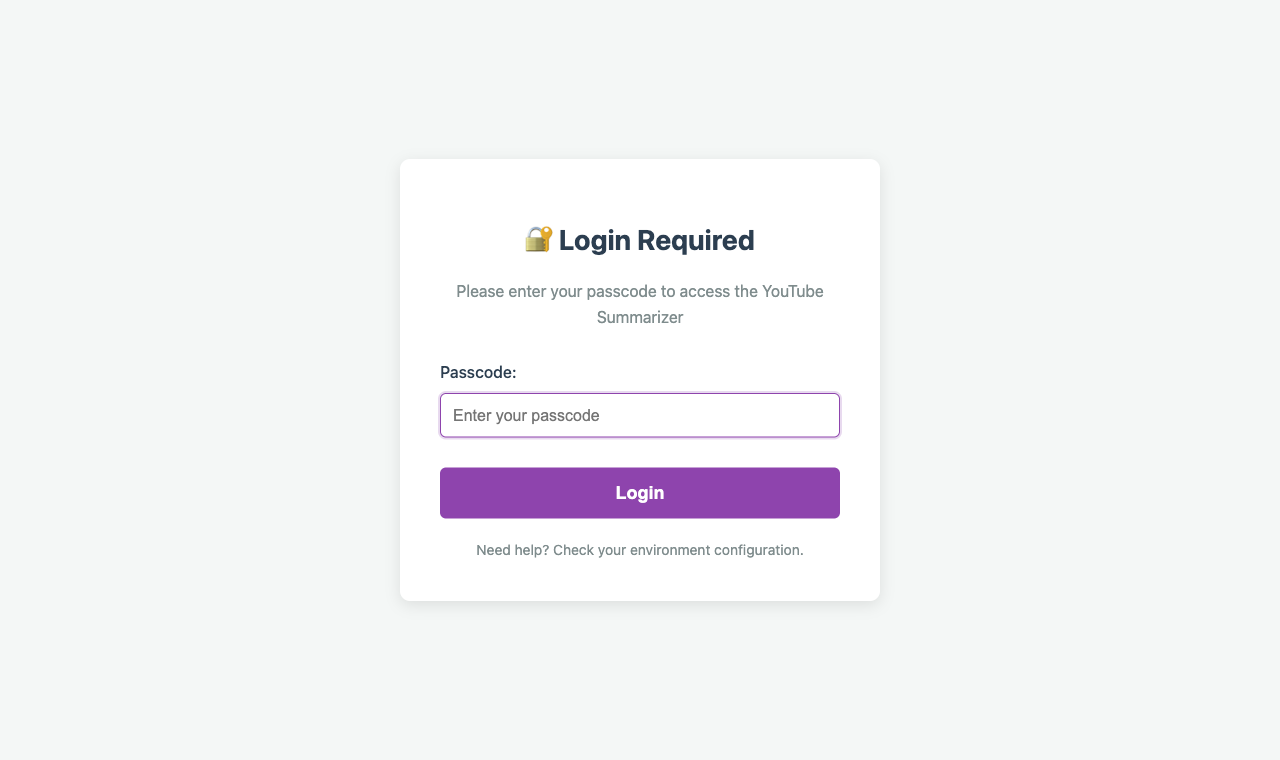 🔐 Login Required
Please enter your passcode to access the YouTube
Summarizer
Passcode:
Enter your passcode
Login
Need help? Check your environment configuration.